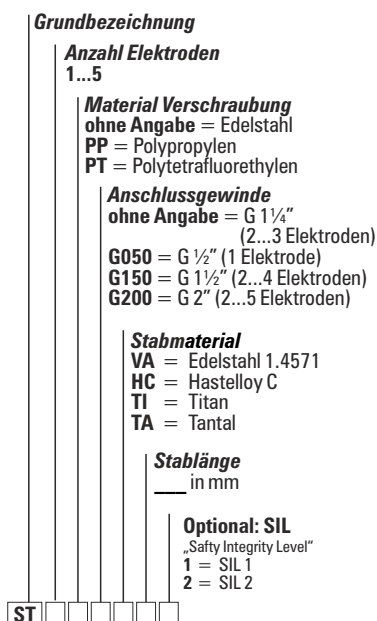 Grundbezeichnung
Anzahl Elektroden
1...5
Material Verschraubung
ohne Angabe = Edelstahl
PP = Polypropylen
PT = Polytetrafluorethylen
Anschlussgewinde
ohne Angabe = G 1¼"
(2...3 Elektroden)
G050 = G ½" (1 Elektrode)
G150 = G 1½" (2...4 Elektroden)
G200 = G 2" (2...5 Elektroden)
Stabmaterial
VA = Edelstahl 1.4571
HC = Hastelloy C
TI = Titan
TA = Tantal
Stablänge
___ in mm
Optional: SIL
„Safty Integrity Level"
1 = SIL 1
2 = SIL 2
ST